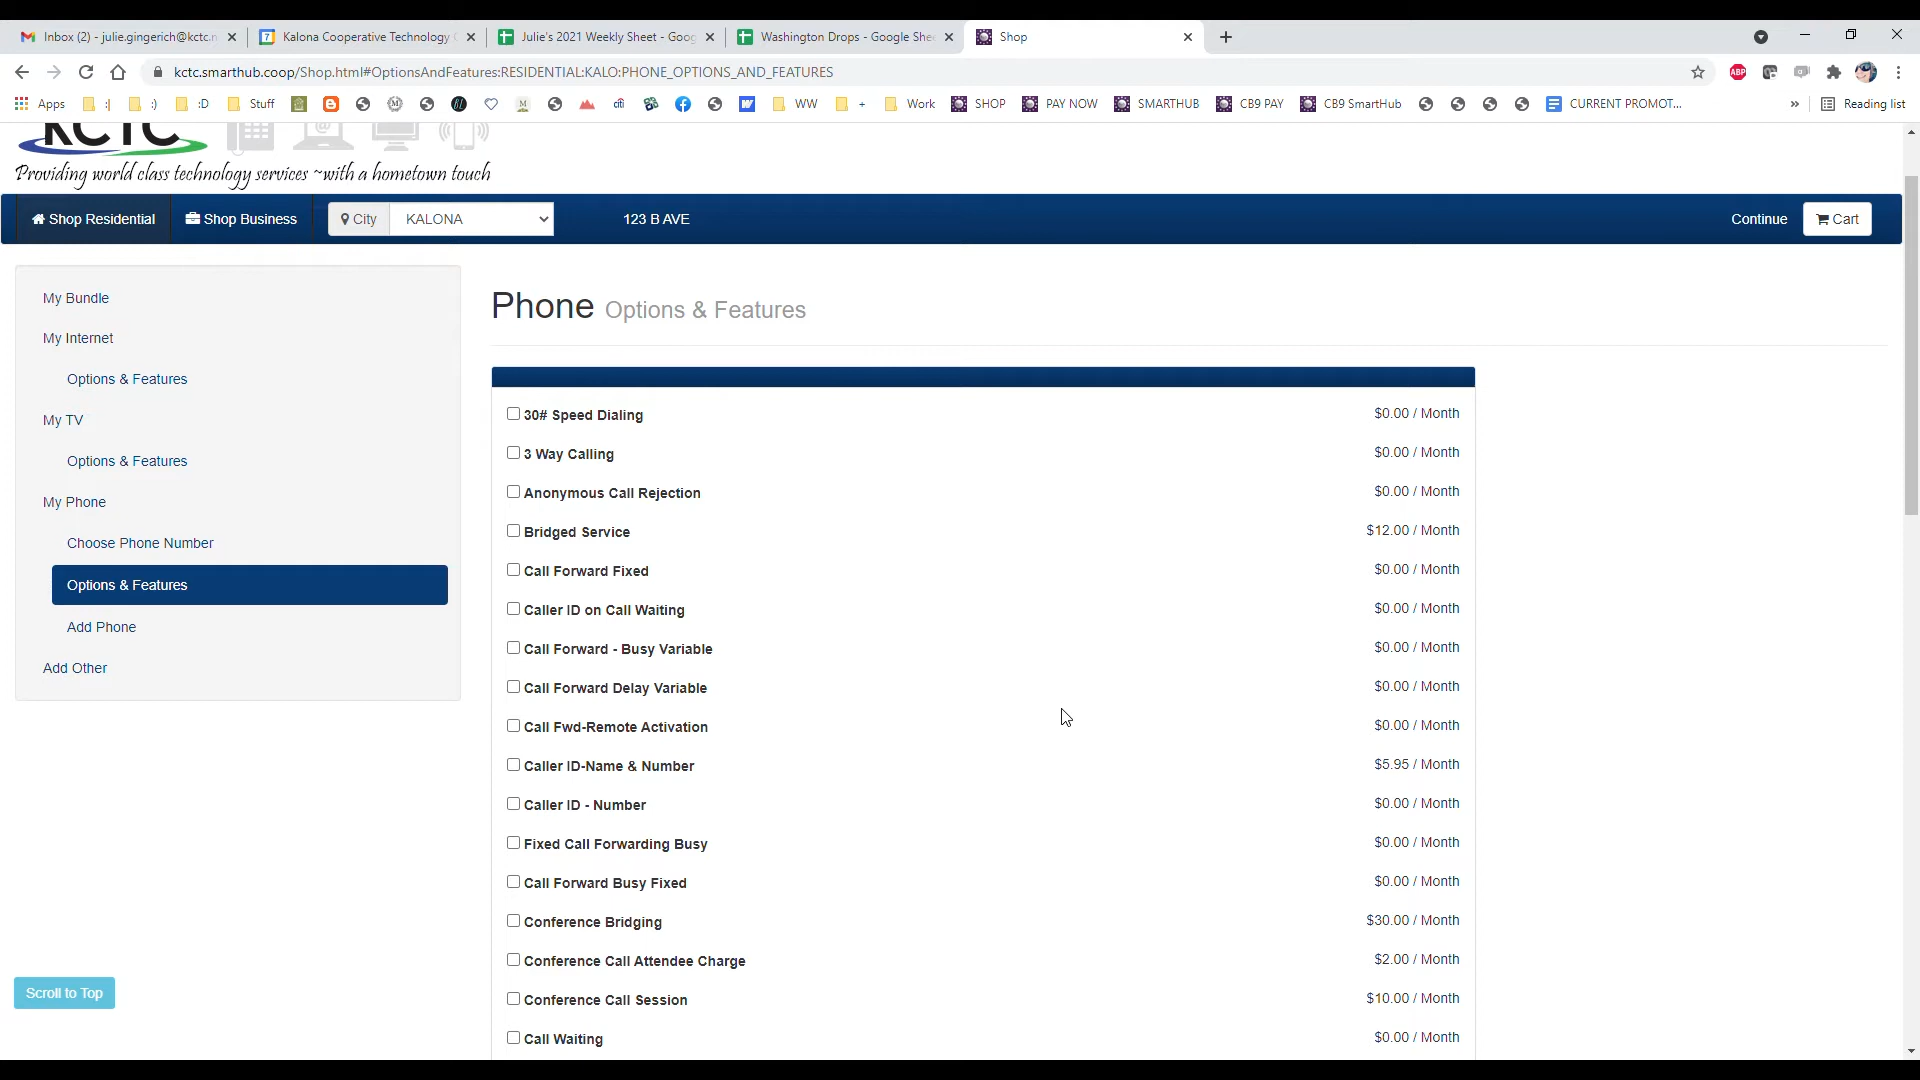 Inbox (2) - julie.gingerich@kctc.n
Kalona Cooperative Technology
Julie's 2021 Weekly Sheet - Goog
Washington Drops - Google Shee
Shop
kctc.smarthub.coop/Shop.html#OptionsAndFeatures:RESIDENTIAL:KALO:PHONE_OPTIONS_AND_FEATURES
ABP
Apps
:|
:)
:D
Stuff
citi
WW
+
Work
SHOP
PAY NOW
SMARTHUB
CB9 PAY
CB9 SmartHub
CURRENT PROMOT...
»
Reading list
KCTC
Providing world class technology services ~with a hometown touch
Shop Residential
Shop Business
City
KALONA
123 B AVE
Continue
Cart
My Bundle
My Internet
Options & Features
My TV
Options & Features
My Phone
Choose Phone Number
Options & Features
Add Phone
Add Other
Scroll to Top
Phone Options & Features
30# Speed Dialing $0.00 / Month
3 Way Calling $0.00 / Month
Anonymous Call Rejection $0.00 / Month
Bridged Service $12.00 / Month
Call Forward Fixed $0.00 / Month
Caller ID on Call Waiting $0.00 / Month
Call Forward - Busy Variable $0.00 / Month
Call Forward Delay Variable $0.00 / Month
Call Fwd-Remote Activation $0.00 / Month
Caller ID-Name & Number $5.95 / Month
Caller ID - Number $0.00 / Month
Fixed Call Forwarding Busy $0.00 / Month
Call Forward Busy Fixed $0.00 / Month
Conference Bridging $30.00 / Month
Conference Call Attendee Charge $2.00 / Month
Conference Call Session $10.00 / Month
Call Waiting $0.00 / Month